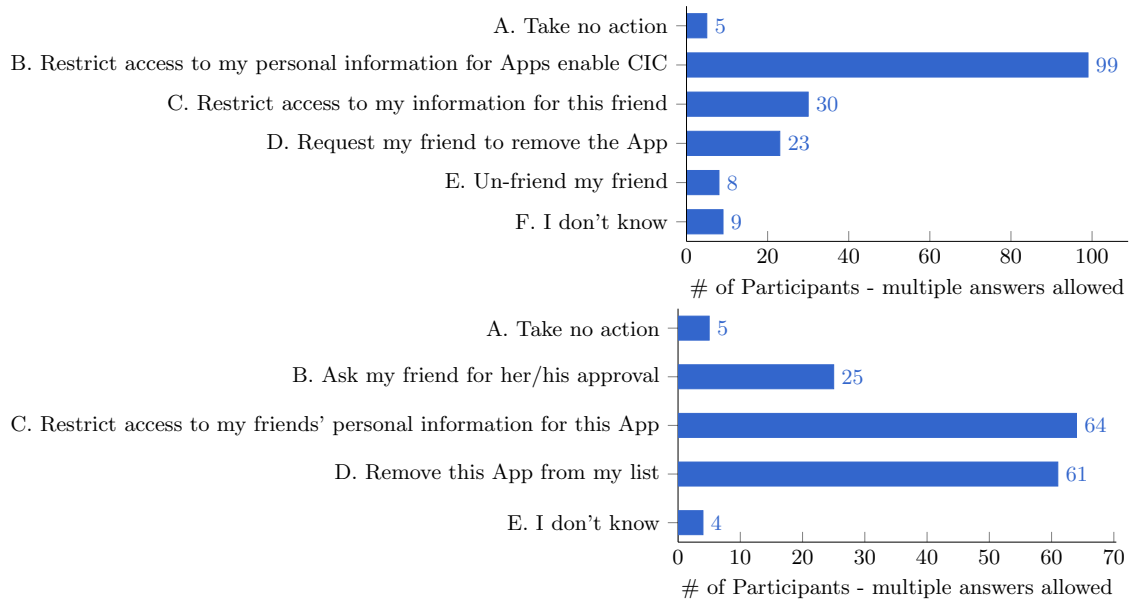 A. Take no action 5
B. Restrict access to my personal information for Apps enable CIC 99
C. Restrict access to my information for this friend 30
D. Request my friend to remove the App 23
E. Un-friend my friend 8
F. I don't know 9
0 20 40 60 80 100
# of Participants - multiple answers allowed
A. Take no action 5
B. Ask my friend for her/his approval 25
C. Restrict access to my friends' personal information for this App 64
D. Remove this App from my list 61
E. I don't know 4
0 10 20 30 40 50 60 70
# of Participants - multiple answers allowed